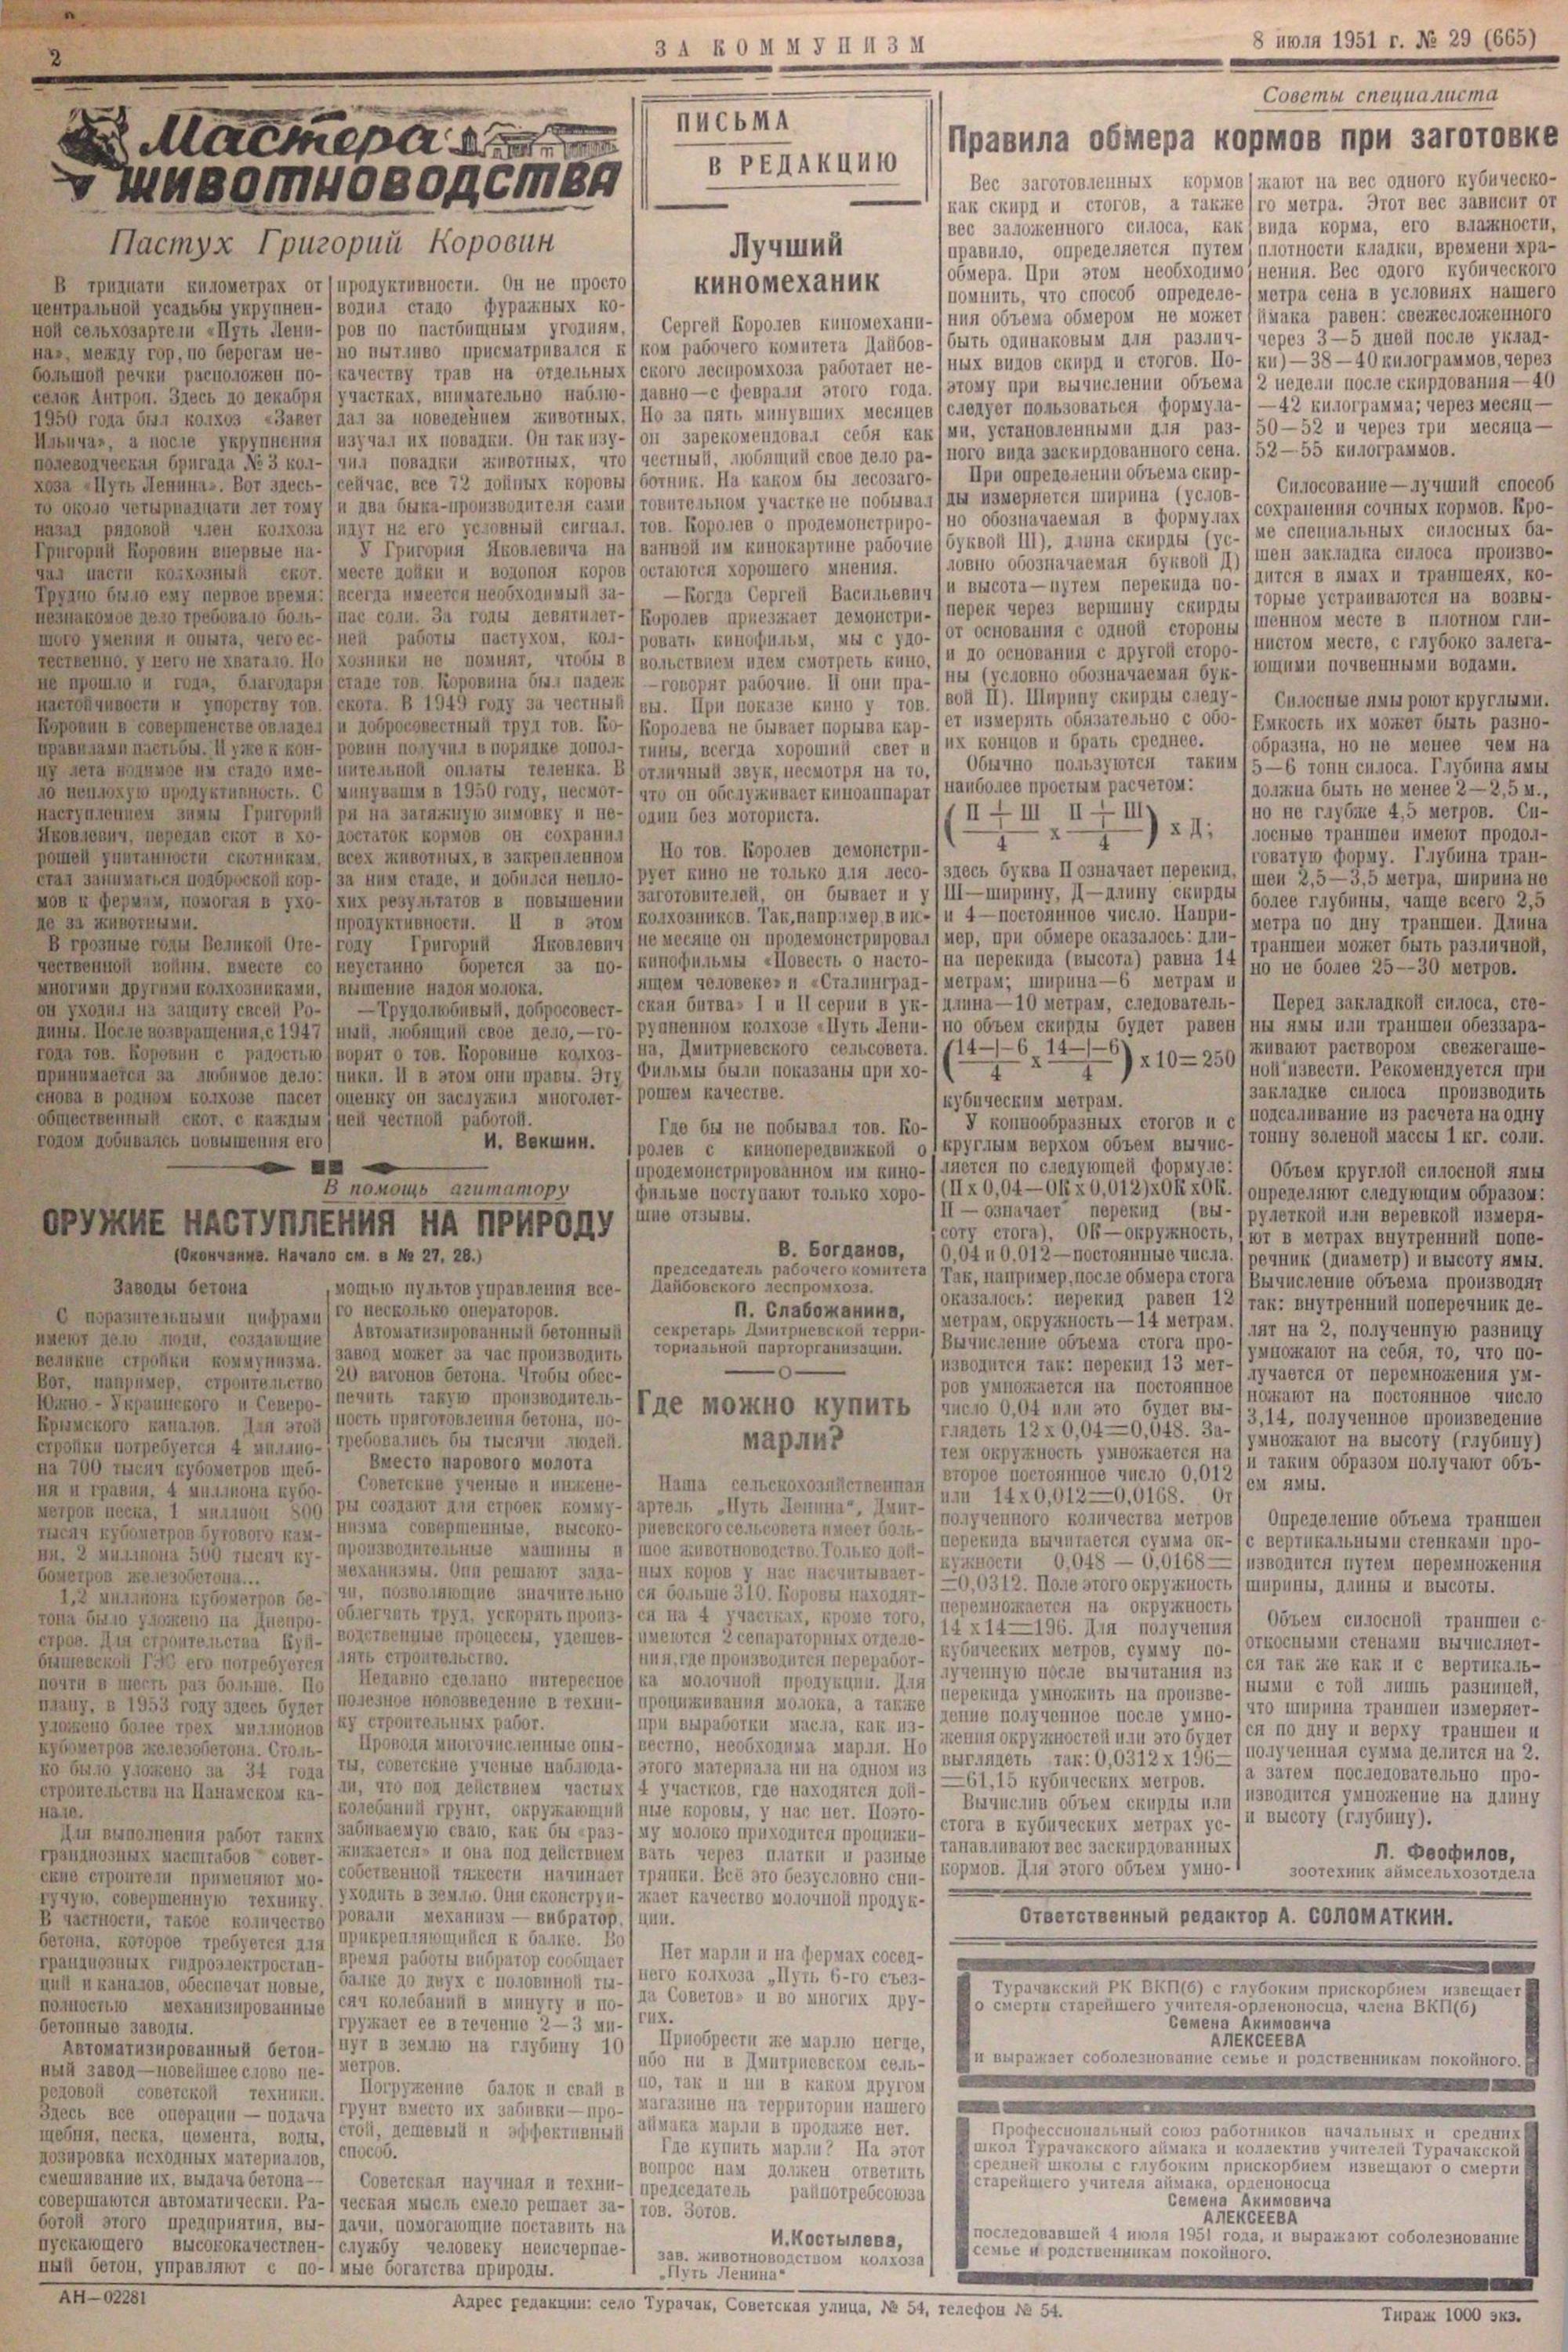 2
ЗА КОММУНИЗМ
8 июля 1951 г. № 29 (665)
Мастера
животноводства
Пастух Григорий Коровин
В тридцати километрах от
центральной усадьбы укрупнен-
ной сельхозартели «Путь Лени-
на», между гор, по берегам не-
большой речки расположен по-
селок Антроп. Здесь до декабря
1950 года был колхоз «Завет
Ильича», а после укрупнения
полеводческая бригада № 3 кол-
хоза «Путь Ленина». Вот здесь-
то около четырнадцати лет тому
назад рядовой член колхоза
Григорий Коровин впервые на-
чал пасти колхозный скот.
Трудно было ему первое время:
незнакомое дело требовало боль-
шого умения и опыта, чего ес-
тественно, у него не хватало. Но
не прошло и года, благодаря
настойчивости и упорству тов.
Коровин в совершенстве овладел
правилами пастьбы. И уже к кон-
цу лета водимое им стадо име-
ло неплохую продуктивность. С
наступлением зимы Григорий
Яковлевич, передав скот в хо-
рошей упитанности скотникам,
стал заниматься подброской кор-
мов к фермам, помогая в ухо-
де за животными.
В грозные годы Великой Оте-
чественной войны, вместе со
многими другими колхозниками,
он уходил на защиту своей Ро-
дины. После возвращения, с 1947
года тов. Коровин с радостью
принимается за любимое дело:
снова в родном колхозе пасет
общественный скот, с каждым
годом добиваясь повышения его
продуктивности. Он не просто
водил стадо фуражных ко-
ров по пастбищным угодиям,
но пытливо присматривался к
качеству трав на отдельных
участках, внимательно наблю-
дал за поведением животных,
изучал их повадки. Он так изу-
чил повадки животных, что
сейчас, все 72 дойных коровы
и два быка-производителя сами
идут на его условный сигнал.
У Григория Яковлевича на
месте дойки и водопоя коров
всегда имеется необходимый за-
пас соли. За годы девятилет-
ней работы пастухом, кол-
хозники не помнят, чтобы в
стаде тов. Коровина был падеж
скота. В 1949 году за честный
и добросовестный труд тов. Ко-
ровин получил в порядке допол-
нительной оплаты теленка. В
минувшем в 1950 году, несмот-
ря на затяжную зимовку и не-
достаток кормов он сохранил
всех животных, в закрепленном
за ним стаде, и добился непло-
хих результатов в повышении
продуктивности. И в этом
году Григорий Яковлевич
неустанно борется за по-
вышение надоя молока.
—Трудолюбивый, добросовест-
ный, любящий свое дело,—го-
ворят о тов. Коровине колхоз-
ники. И в этом они правы. Эту
оценку он заслужил многолет-
ней честной работой.
И. Векшин.
В помощь агитатору
ОРУЖИЕ НАСТУПЛЕНИЯ НА ПРИРОДУ
(Окончание. Начало см. в № 27, 28.)
Заводы бетона
С поразительными цифрами
имеют дело люди, создающие
великие стройки коммунизма.
Вот, например, строительство
Южно - Украинского и Северо-
Крымского каналов. Для этой
стройки потребуется 4 миллио-
на 700 тысяч кубометров щеб-
ня и гравия, 4 миллиона кубо-
метров песка, 1 миллион 800
тысяч кубометров бутового кам-
ня, 2 миллиона 500 тысяч ку-
бометров железобетона...
1,2 миллиона кубометров бе-
тона было уложено на Днепро-
строе. Для строительства Куй-
бышевской ГЭС его потребуется
почти в шесть раз больше. По
плану, в 1953 году здесь будет
уложено более трех миллионов
кубометров железобетона. Столь-
ко было уложено за 34 года
строительства на Панамском ка-
нале.
Для выполнения работ таких
грандиозных масштабов совет-
ские строители применяют мо-
гучую, совершенную технику.
В частности, такое количество
бетона, которое требуется для
грандиозных гидроэлектростан-
ций и каналов, обеспечат новые,
полностью механизированные
бетонные заводы.
Автоматизированный бетон-
ный завод—новейшее слово пе-
редовой советской техники.
Здесь все операции — подача
щебня, песка, цемента, воды,
дозировка исходных материалов,
смешивание их, выдача бетона--
совершаются автоматически. Ра-
ботой этого предприятия, вы-
пускающего высококачествен-
ный бетон, управляют с по-
мощью пультов управления все-
го несколько операторов.
Автоматизированный бетонный
завод может за час производить
20 вагонов бетона. Чтобы обес-
печить такую производитель-
ность приготовления бетона, по-
требовались бы тысячи людей.
Вместо парового молота
Советские ученые и инжене-
ры создают для строек комму-
низма совершенные, высоко-
производительные машины и
механизмы. Они решают зада-
чи, позволяющие значительно
облегчить труд, ускорять произ-
водственные процессы, удешев-
лять строительство.
Недавно сделано интересное
полезное нововведение в техни-
ку строительных работ.
Проводя многочисленные опы-
ты, советские ученые наблюда-
ли, что под действием частых
колебаний грунт, окружающий
забиваемую сваю, как бы «раз-
жижается» и она под действием
собственной тяжести начинает
уходить в землю. Они сконструи-
ровали механизм — вибратор,
прикрепляющийся к балке. Во
время работы вибратор сообщает
балке до двух с половиной ты-
сяч колебаний в минуту и по-
гружает ее в течение 2—3 ми-
нут в землю на глубину 10
метров.
Погружение балок и свай в
грунт вместо их забивки—про-
стой, дешевый и эффективный
способ.
Советская научная и техни-
ческая мысль смело решает за-
дачи, помогающие поставить на
службу человеку неисчерпае-
мые богатства природы.
ПИСЬМА
В РЕДАКЦИЮ
Лучший
киномеханик
Сергей Королев киномехани-
ком рабочего комитета Дайбов-
ского леспромхоза работает не-
давно—с февраля этого года.
Но за пять минувших месяцев
он зарекомендовал себя как
честный, любящий свое дело ра-
ботник. На каком бы лесозаго-
товительном участке не побывал
тов. Королев о продемонстриро-
ванной им кинокартине рабочие
остаются хорошего мнения.
—Когда Сергей Васильевич
Королев приезжает демонстри-
ровать кинофильм, мы с удо-
вольствием идем смотреть кино,
—говорят рабочие. И они пра-
вы. При показе кино у тов.
Королева не бывает порыва кар-
тины, всегда хороший свет и
отличный звук, несмотря на то,
что он обслуживает киноаппарат
один без моториста.
Но тов. Королев демонстри-
рует кино не только для лесо-
заготовителей, он бывает и у
колхозников. Так, например, в ию-
не месяце он продемонстрировал
кинофильмы «Повесть о насто-
ящем человеке» и «Сталинград-
ская битва» I и II серии в ук-
рупненном колхозе «Путь Лени-
на, Дмитриевского сельсовета.
Фильмы были показаны при хо-
рошем качестве.
Где бы не побывал тов. Ко-
ролев с кинопередвижкой о
продемонстрированном им кино-
фильме поступают только хоро-
шие отзывы.
В. Богданов,
председатель рабочего комитета
Дайбовского леспромхоза.
П. Слабожанина,
секретарь Дмитриевской терри-
ториальной парторганизации.
Где можно купить
марли?
Наша сельскохозяйственная
артель „Путь Ленина“, Дмит-
риевского сельсовета имеет боль-
шое животноводство. Только дой-
ных коров у нас насчитывает-
ся больше 310. Коровы находят-
ся на 4 участках, кроме того,
имеются 2 сепараторных отделе-
ния, где производится переработ-
ка молочной продукции. Для
процживания молока, а также
при выработки масла, как из-
вестно, необходима марля. Но
этого материала ни на одном из
4 участков, где находятся дой-
ные коровы, у нас нет. Поэто-
му молоко приходится процжи-
вать через платки и разные
тряпки. Всё это безусловно сни-
жает качество молочной продук-
ции.
Нет марли и на фермах сосед-
него колхоза „Путь 6-го съез-
да Советов» и во многих дру-
гих.
Приобрести же марлю негде,
ибо ни в Дмитриевском сель-
по, так и ни в каком другом
магазине на территории нашего
аймака марли в продаже нет.
Где купить марли? На этот
вопрос нам должен ответить
председатель райпотребсоюза
тов. Зотов.
И. Костылева,
зав. животноводством колхоза
„Путь Ленина“
Советы специалиста
Правила обмера кормов при заготовке
Вес заготовленных кормов
как скирд и стогов, а также
вес заложенного силоса, как
правило, определяется путем
обмера. При этом необходимо
помнить, что способ определе-
ния объема обмером не может
быть одинаковым для различ-
ных видов скирд и стогов. По-
этому при вычислении объема
следует пользоваться формула-
ми, установленными для раз-
ного вида заскирдованного сена.
При определении объема скир-
ды измеряется ширина (услов-
но обозначаемая в формулах
буквой Ш), длина скирды (ус-
ловно обозначаемая буквой Д)
и высота—путем перекида по-
перек через вершину скирды
от основания с одной стороны
и до основания с другой сторо-
ны (условно обозначаемая бук-
вой П). Ширину скирды следу-
ет измерять обязательно с обо-
их концов и брать среднее.
Обычно пользуются таким
наиболее простым расчетом:
( П + Ш / 4 х П + Ш / 4 ) х Д;
здесь буква П означает перекид,
Ш—ширину, Д—длину скирды
и 4—постоянное число. Напри-
мер, при обмере оказалось: дли-
на перекида (высота) равна 14
метрам; ширина—6 метрам и
длина—10 метрам, следователь-
но объем скирды будет равен
( 14—|—6 / 4 х 14—|—6 / 4 ) х 10=250
кубическим метрам.
У копнообразных стогов и с
круглым верхом объем вычис-
ляется по следующей формуле:
(П х 0,04—ОК х 0,012)хОК хОК.
П — означает перекид (вы-
соту стога), ОК—окружность,
0,04 и 0,012—постоянные числа.
Так, например, после обмера стога
оказалось: перекид равен 12
метрам, окружность—14 метрам.
Вычисление объема стога про-
изводится так: перекид 13 мет-
ров умножается на постоянное
число 0,04 или это будет вы-
глядеть 12 х 0,04=0,048. За-
тем окружность умножается на
второе постоянное число 0,012
или 14х0,012=0,0168. От
полученного количества метров
перекида вычитается сумма ок-
кужности 0,048 — 0,0168=
=0,0312. После этого окружность
перемножается на окружность
14 х14=196. Для получения
кубических метров, сумму по-
лученную после вычитания из
перекида умножить на произве-
дение полученное после умно-
жения окружностей или это будет
выглядеть так: 0,0312 х 196=
=61,15 кубических метров.
Вычислив объем скирды или
стога в кубических метрах ус-
танавливают вес заскирдованных
кормов. Для этого объем умно-
жают на вес одного кубическо-
го метра. Этот вес зависит от
вида корма, его влажности,
плотности кладки, времени хра-
нения. Вес одого кубического
метра сена в условиях нашего
аймака равен: свежесложенного
через 3—5 дней после уклад-
ки)—38—40 килограммов, через
2 недели после скирдования—40
—42 килограмма; через месяц—
50—52 и через три месяца—
52—55 килограммов.
Силосование—лучший способ
сохранения сочных кормов. Кро-
ме специальных силосных ба-
шен закладка силоса произво-
дится в ямах и траншеях, ко-
торые устраиваются на возвы-
шенном месте в плотном гли-
нистом месте, с глубоко залега-
ющими почвенными водами.
Силосные ямы роют круглыми.
Емкость их может быть разно-
образна, но не менее чем на
5—6 тонн силоса. Глубина ямы
должна быть не менее 2—2,5 м.,
но не глубже 4,5 метров. Си-
лосные траншеи имеют продол-
говатую форму. Глубина тран-
шеи 2,5—3,5 метра, ширина не
более глубины, чаще всего 2,5
метра по дну траншеи. Длина
траншеи может быть различной,
но не более 25—30 метров.
Перед закладкой силоса, сте-
ны ямы или траншеи обеззара-
живают раствором свежегаше-
ной извести. Рекомендуется при
закладке силоса производить
подсаливание из расчета на одну
тонну зеленой массы 1 кг. соли.
Объем круглой силосной ямы
определяют следующим образом:
рулеткой или веревкой измеря-
ют в метрах внутренний попе-
речник (диаметр) и высоту ямы.
Вычисление объема производят
так: внутренний поперечник де-
лят на 2, полученную разницу
умножают на себя, то, что по-
лучается от перемножения ум-
ножают на постоянное число
3,14, полученное произведение
умножают на высоту (глубину)
и таким образом получают объ-
ем ямы.
Определение объема траншеи
с вертикальными стенками про-
изводится путем перемножения
ширины, длины и высоты.
Объем силосной траншеи с
откосными стенами вычисляет-
ся так же как и с вертикаль-
ными с той лишь разницей,
что ширина траншеи измеряет-
ся по дну и верху траншеи и
полученная сумма делится на 2.
а затем последовательно про-
изводится умножение на длину
и высоту (глубину).
Л. Феофилов,
зоотехник аймсельхозотдела
Ответственный редактор А. СОЛОМАТКИН.
Турачакский РК ВКП(б) с глубоким прискорбием извещает
о смерти старейшего учителя-орденоносца, члена ВКП(б)
Семена Акимовича
АЛЕКСЕЕВА
и выражает соболезнование семье и родственникам покойного.
Профессиональный союз работников начальных и средних
школ Турачакского аймака и коллектив учителей Турачакской
средней школы с глубоким прискорбием извещают о смерти
старейшего учителя аймака, орденоносца
Семена Акимовича
АЛЕКСЕЕВА
последовавшей 4 июля 1951 года, и выражают соболезнование
семье и родственникам покойного.
АН—02281
Адрес редакции: село Турачак, Советская улица, № 54, телефон № 54.
Тираж 1000 экз.